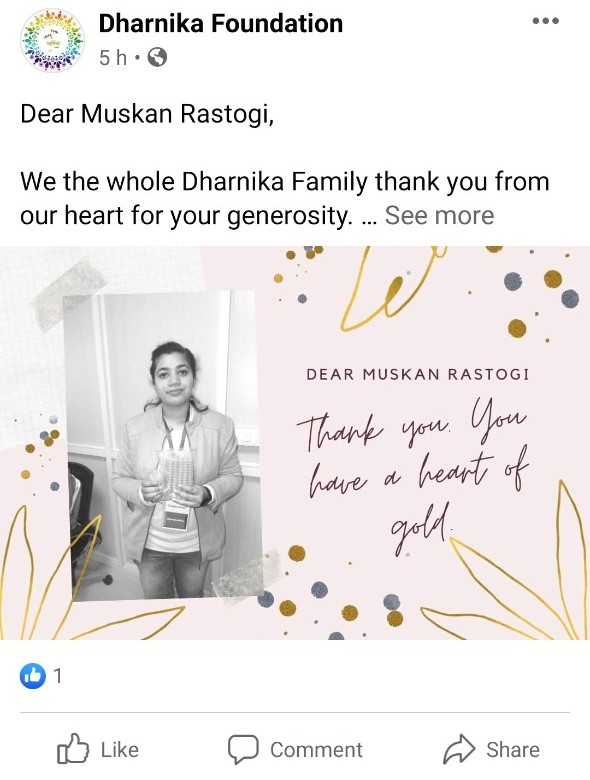 Dharnika Foundation
5 h
Dear Muskan Rastogi,
We the whole Dharnika Family thank you from
our heart for your generosity. ... See more
DEAR MUSKAN RASTOGI
Thank you. You
have a heart of
gold.
1
Like
Comment
Share